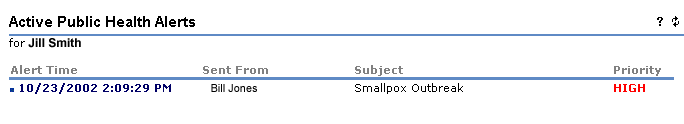 Active Public Health Alerts ?
for Jill Smith
Alert Time Sent From Subject Priority
10/23/2002 2:09:29 PM Bill Jones Smallpox Outbreak HIGH